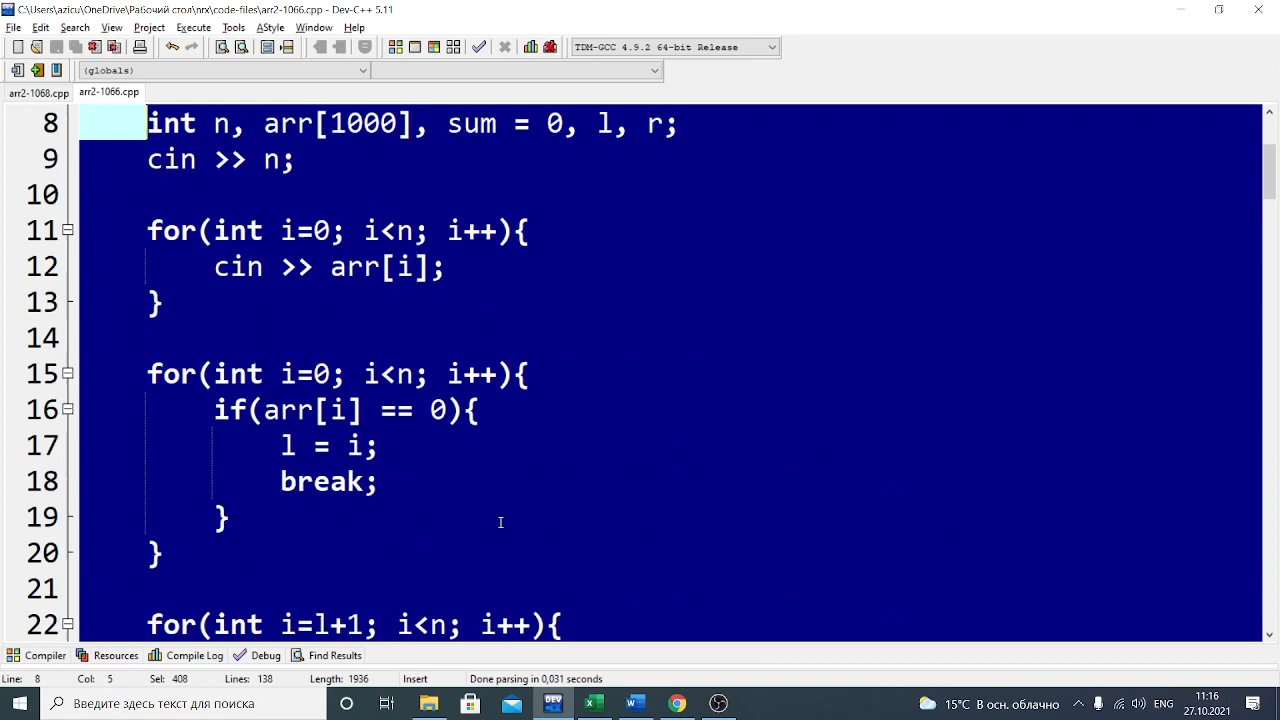 C:\Users\azicu\OneDrive\Рабочий стол\nrx\code-files\arr2-1066.cpp - Dev-C++ 5.11
File Edit Search View Project Execute Tools AStyle Window Help
TDM-GCC 4.9.2 64-bit Release
(globals)
arr2-1068.cpp arr2-1066.cpp
8 int n, arr[1000], sum = 0, l, r;
9 cin >> n;
10
11 for(int i=0; i<n; i++){
12 cin >> arr[i];
13 }
14
15 for(int i=0; i<n; i++){
16 if(arr[i] == 0){
17 l = i;
18 break;
19 }
20 }
21
22 for(int i=l+1; i<n; i++){
Compiler Resources Compile Log Debug Find Results
Line: 8 Col: 5 Sel: 408 Lines: 138 Length: 1936 Insert Done parsing in 0,031 seconds
Введите здесь текст для поиска DEV 15°C В осн. облачно РУС 11:16
27.10.2021